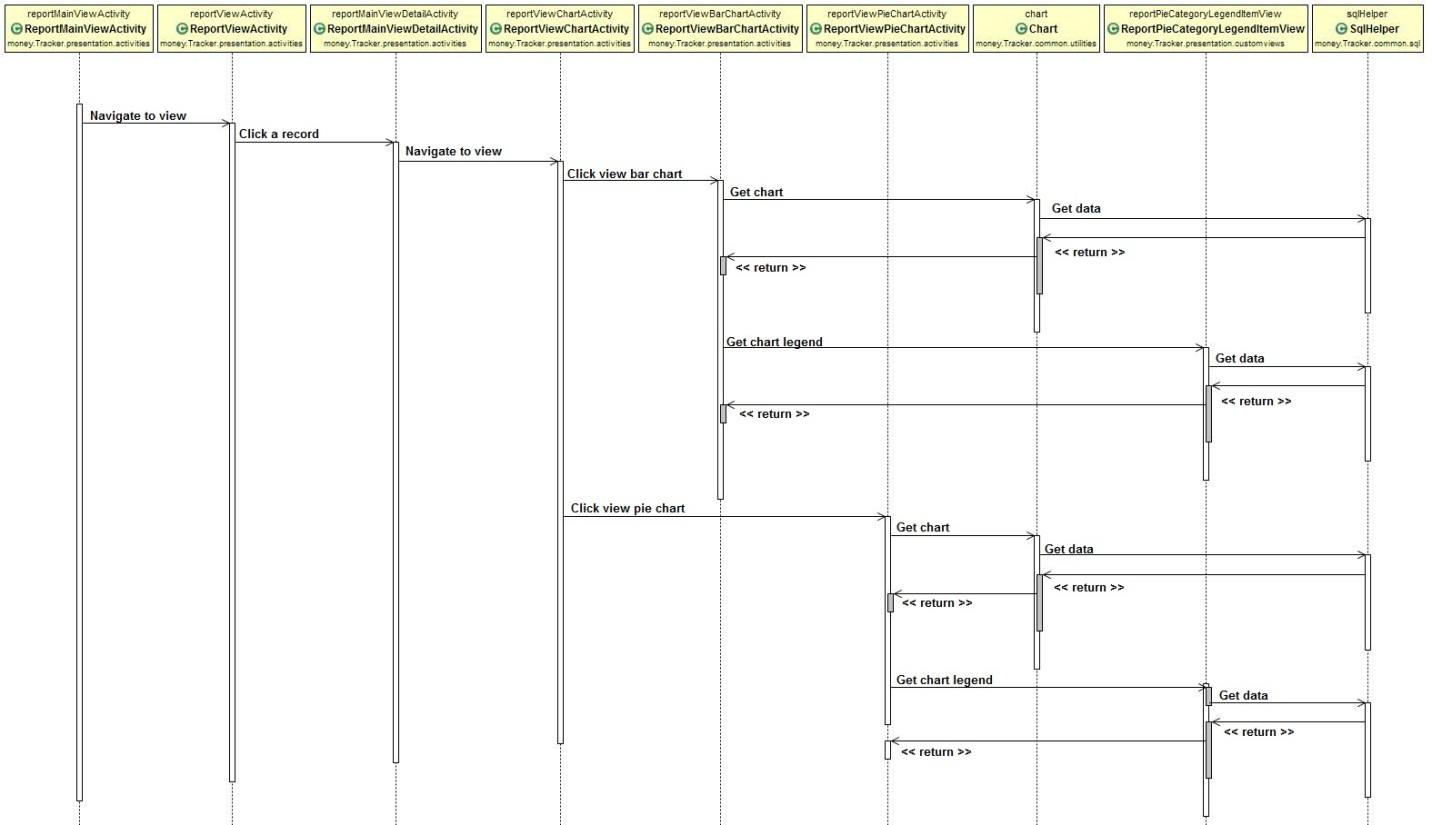 reportMainViewActivity
ReportMainViewActivity
money.Tracker.presentation.activities
reportViewActivity
ReportViewActivity
money.Tracker.presentation.activities
reportMainViewDetailActivity
ReportMainViewDetailActivity
money.Tracker.presentation.activities
reportViewChartActivity
ReportViewChartActivity
money.Tracker.presentation.activities
reportViewBarChartActivity
ReportViewBarChartActivity
money.Tracker.presentation.activities
reportViewPieChartActivity
ReportViewPieChartActivity
money.Tracker.presentation.activities
chart
Chart
money.Tracker.common.utilities
reportPieCategoryLegendItemView
ReportPieCategoryLegendItemView
money.Tracker.presentation.customviews
sqlHelper
SqlHelper
money.Tracker.common.sql
Navigate to view
Click a record
Navigate to view
Click view bar chart
Get chart
Get data
<< return >>
<< return >>
Get chart legend
Get data
<< return >>
<< return >>
Click view pie chart
Get chart
Get data
<< return >>
<< return >>
Get chart legend
Get data
<< return >>
<< return >>